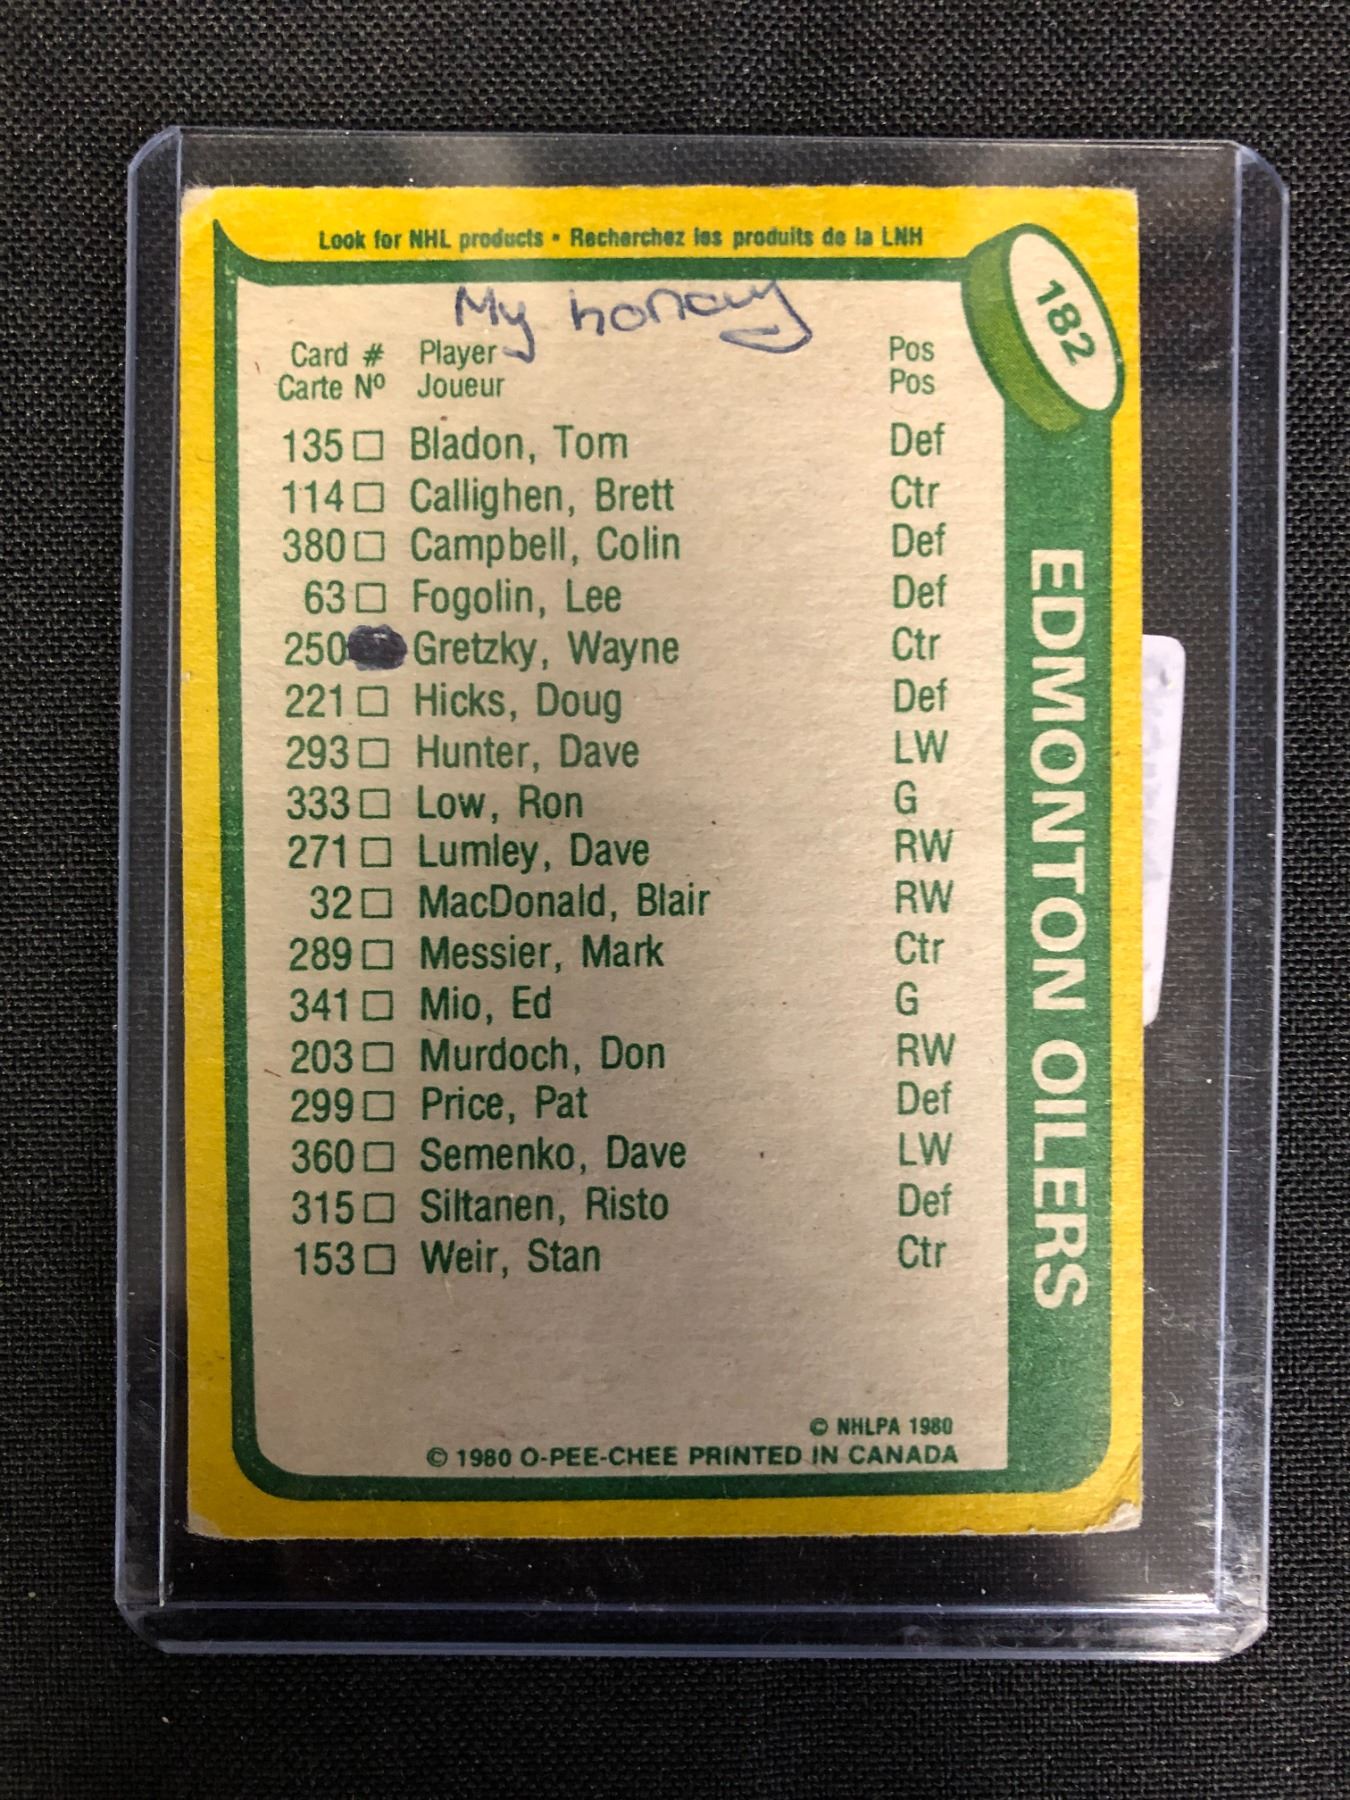 Look for NHL products • Recherchez les produits de la LNH
182
My honey
Card # Player Pos
Carte Nº Joueur Pos
135 □ Bladon, Tom Def
114 □ Callighen, Brett Ctr
380 □ Campbell, Colin Def
63 □ Fogolin, Lee Def
250 Gretzky, Wayne Ctr
221 □ Hicks, Doug Def
293 □ Hunter, Dave LW
333 □ Low, Ron G
271 □ Lumley, Dave RW
32 □ MacDonald, Blair RW
289 □ Messier, Mark Ctr
341 □ Mio, Ed G
203 □ Murdoch, Don RW
299 □ Price, Pat Def
360 □ Semenko, Dave LW
315 □ Siltanen, Risto Def
153 □ Weir, Stan Ctr
EDMONTON OILERS
© NHLPA 1980
© 1980 O-PEE-CHEE PRINTED IN CANADA